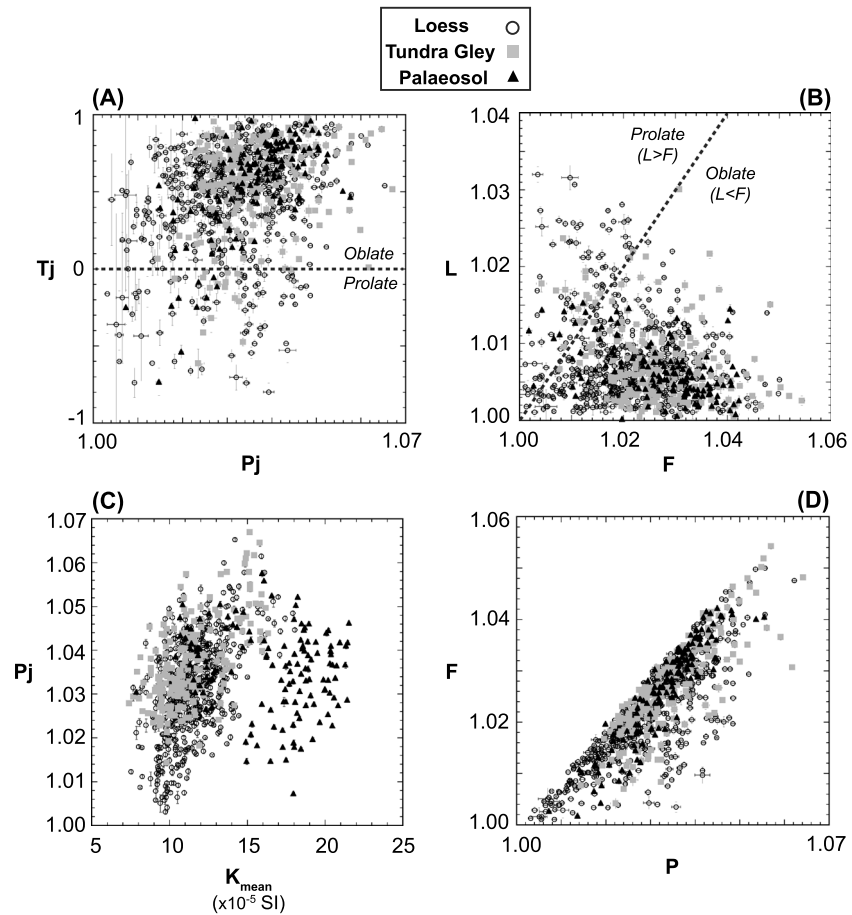 Loess
Tundra Gley
Palaeosol
(A)
1
Tj
0
-1
Oblate
Prolate
1.00
1.07
Pj
(B)
1.04
1.03
L
1.02
1.01
1.00
Prolate
(L>F)
Oblate
(L<F)
1.00
1.02
1.04
1.06
F
(C)
1.07
1.06
1.05
1.04
Pj
1.03
1.02
1.01
1.00
5
10
15
20
25
Kmean
(x10-5 SI)
(D)
1.06
1.04
F
1.02
1.00
1.00
1.07
P